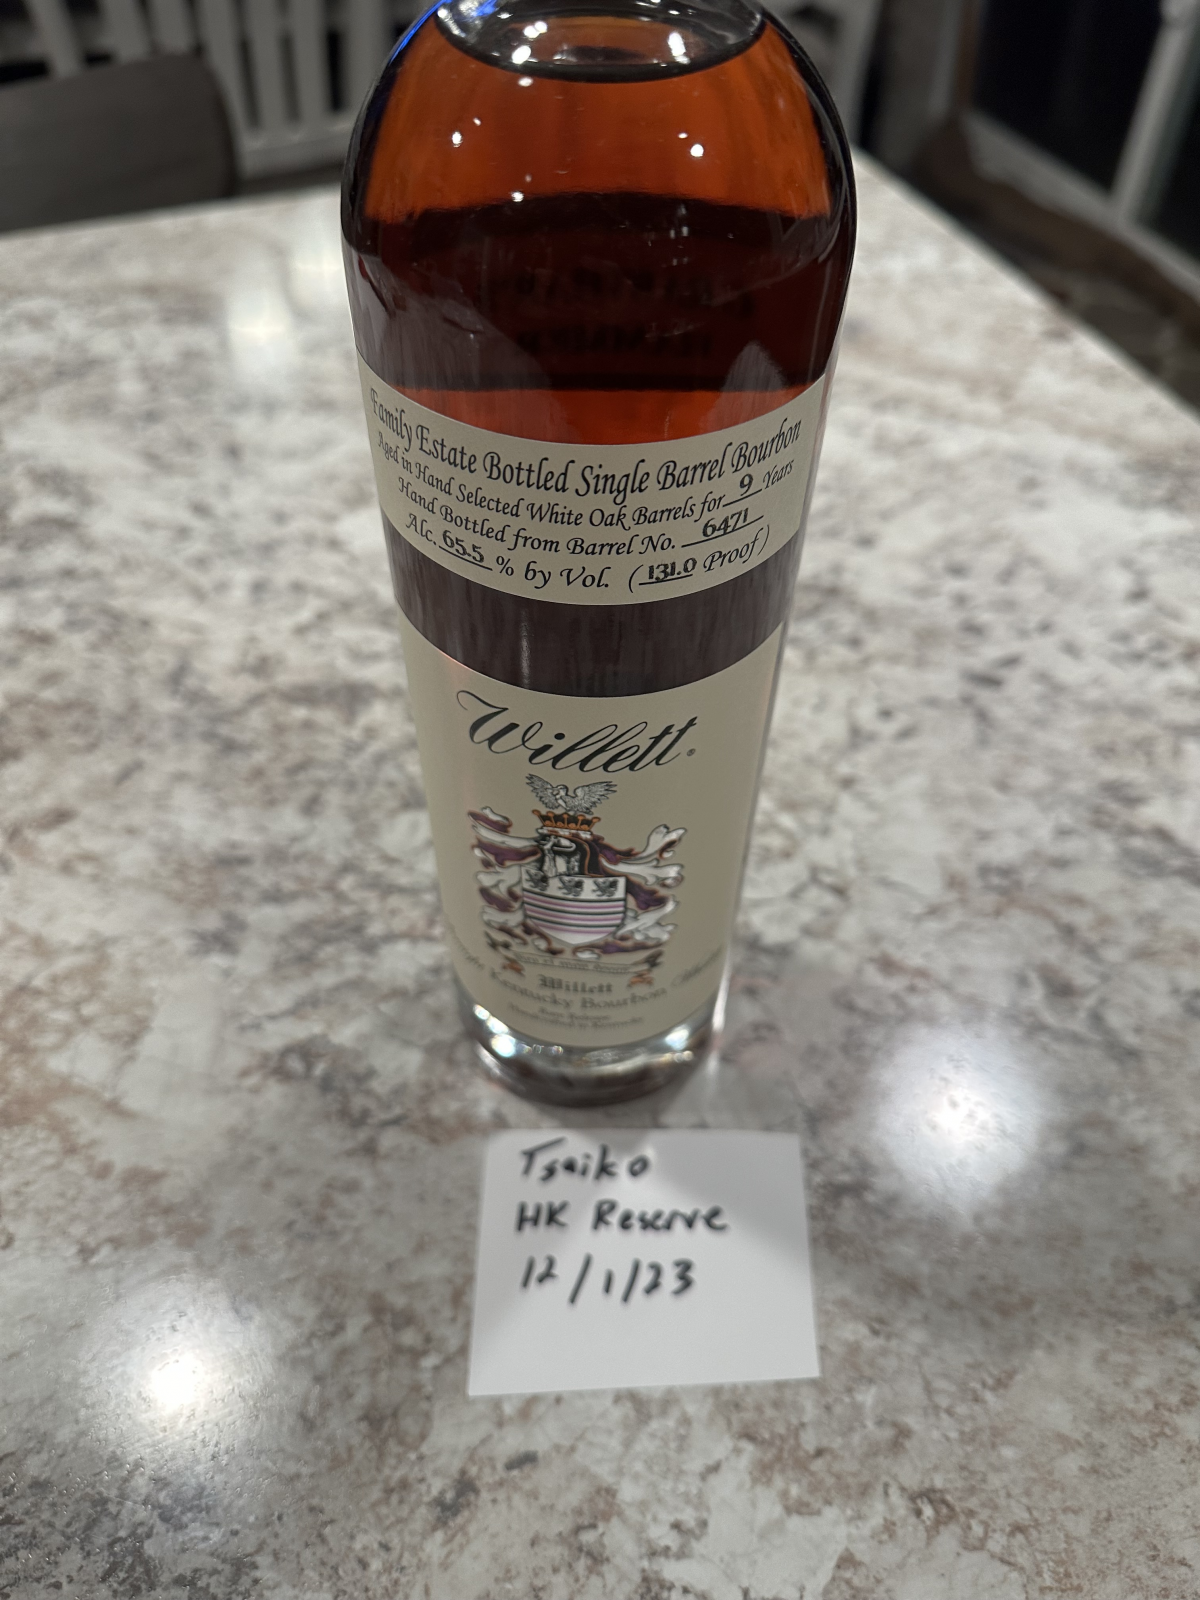 Family Estate Bottled Single Barrel Bourbon
Aged in Hand Selected White Oak Barrels for 9 Years
Hand Bottled from Barrel No. 6471
Alc. 65.5 % by Vol. (131.0 Proof)
Willett®
Willett
Kentucky Bourbon
Tsaiko
HK Reserve
12/1/23